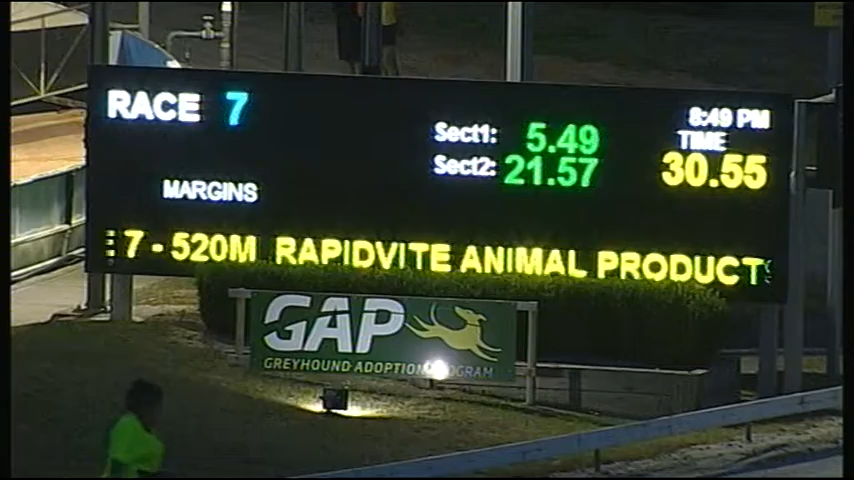 RACE 7
8:49 PM
Sect1: 5.49
TIME
Sect2: 21.57
30.55
MARGINS
E 7 - 520M RAPIDVITE ANIMAL PRODUCTS
GAP
GREYHOUND ADOPTION PROGRAM